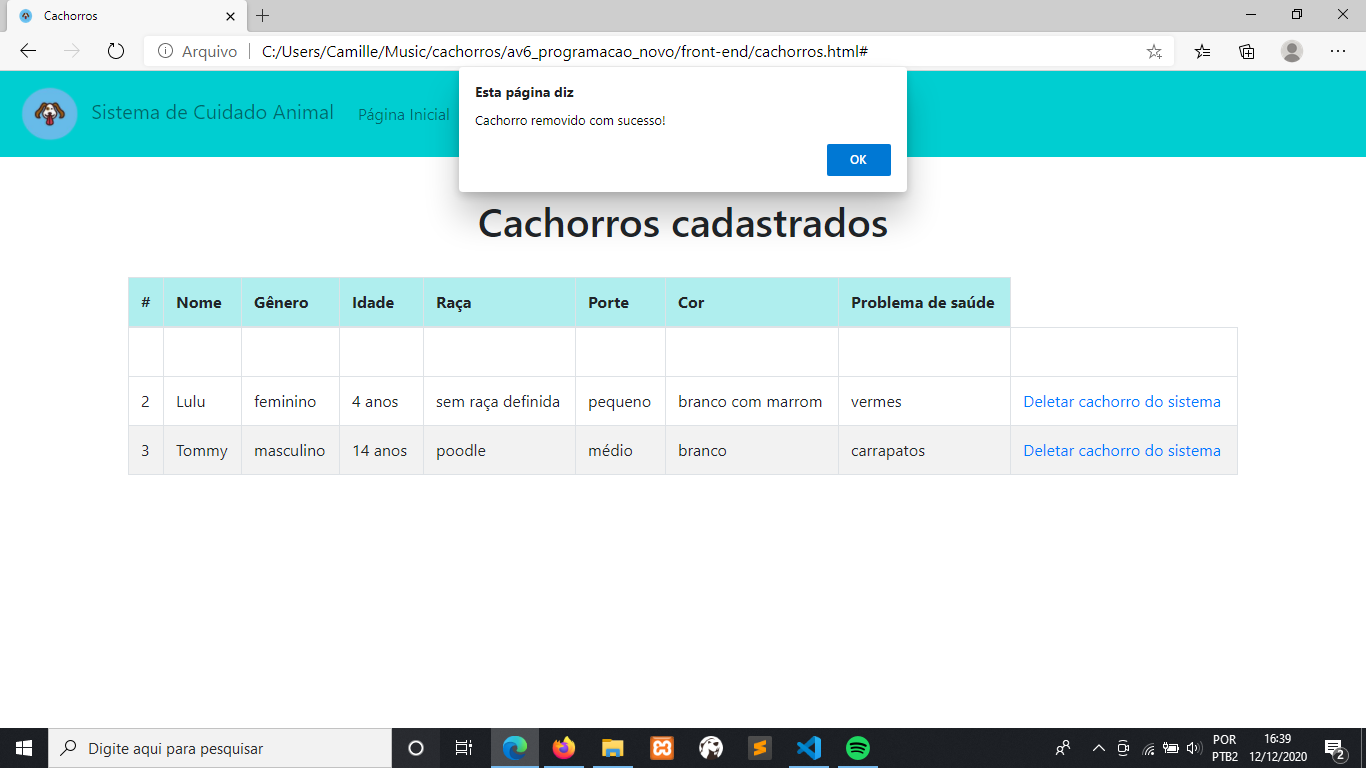 Cachorros
Arquivo C:/Users/Camille/Music/cachorros/av6_programacao_novo/front-end/cachorros.html#
Sistema de Cuidado Animal Página Inicial
Esta página diz
Cachorro removido com sucesso!
OK
Cachorros cadastrados
# Nome Gênero Idade Raça Porte Cor Problema de saúde
2 Lulu feminino 4 anos sem raça definida pequeno branco com marrom vermes Deletar cachorro do sistema
3 Tommy masculino 14 anos poodle médio branco carrapatos Deletar cachorro do sistema
Digite aqui para pesquisar
POR 16:39
PTB2 12/12/2020 2